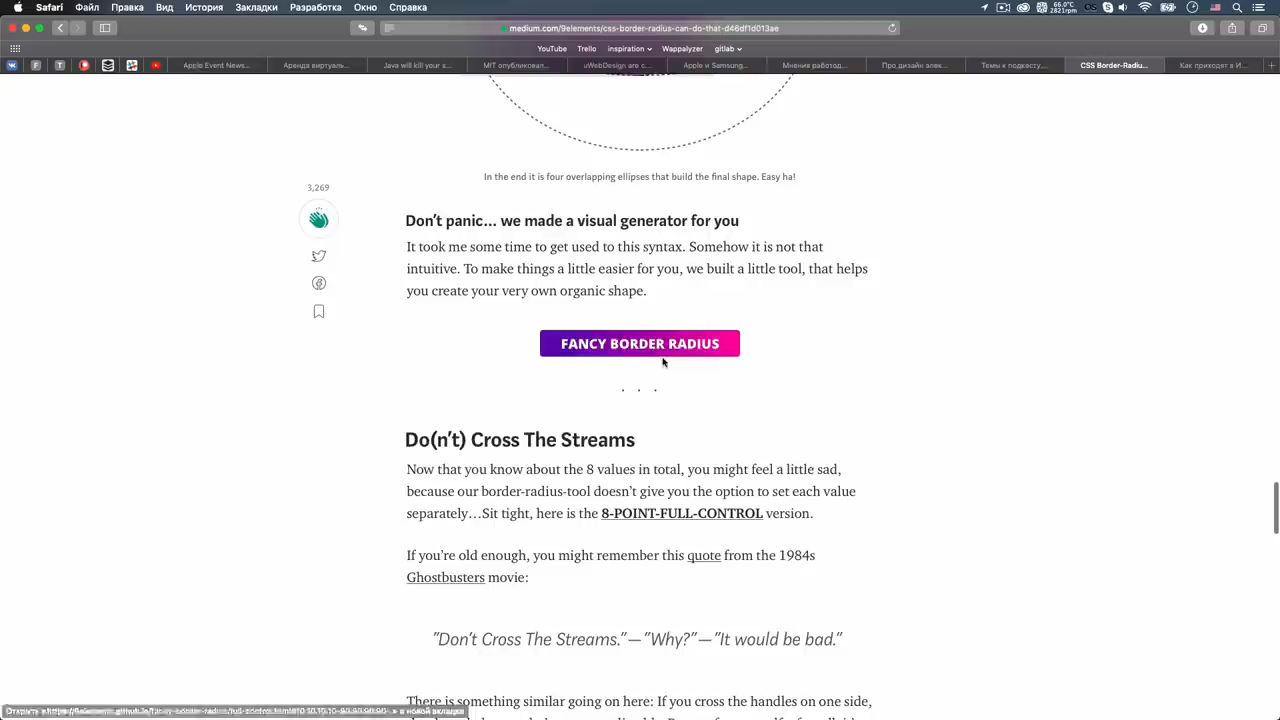 Safari Файл Правка Вид История Закладки Разработка Окно Справка
medium.com/9elements/css-border-radius-can-do-that-d46df1d013ae
YouTube Trello inspiration Wappalyzer gitlab
Apple Event News... Аренда виртуаль... Java will kill your s... MIT опубликовал... uWebDesign are c... Apple и Samsung... Мнения работод... Про дизайн элек... Темы к подкасту... CSS Border-Radiu... Как приходят в И...
In the end it is four overlapping ellipses that build the final shape. Easy ha!
3,269
Don't panic... we made a visual generator for you
It took me some time to get used to this syntax. Somehow it is not that
intuitive. To make things a little easier for you, we built a little tool, that helps
you create your very own organic shape.
FANCY BORDER RADIUS
. . .
Do(n't) Cross The Streams
Now that you know about the 8 values in total, you might feel a little sad,
because our border-radius-tool doesn't give you the option to set each value
separately…Sit tight, here is the 8-POINT-FULL-CONTROL version.
If you're old enough, you might remember this quote from the 1984s
Ghostbusters movie:
"Don't Cross The Streams."—"Why?"—"It would be bad."
There is something similar going on here: If you cross the handles on one side,